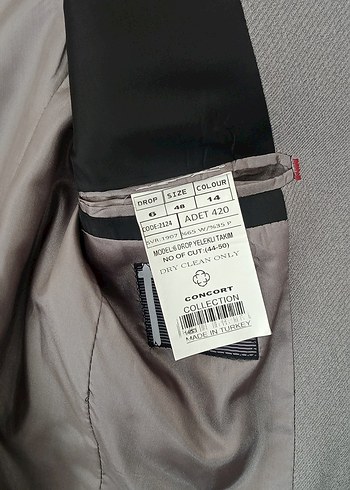 DROP SIZE COLOUR
6 48 14
CODE:2124 ADET 420
SVR:1907 %65 W/%35 P
MODEL:6 DROP YELEKLI TAKIM
NO OF CUT:(44-50)
DRY CLEAN ONLY
CONCORT
COLLECTION
MADE IN TURKEY